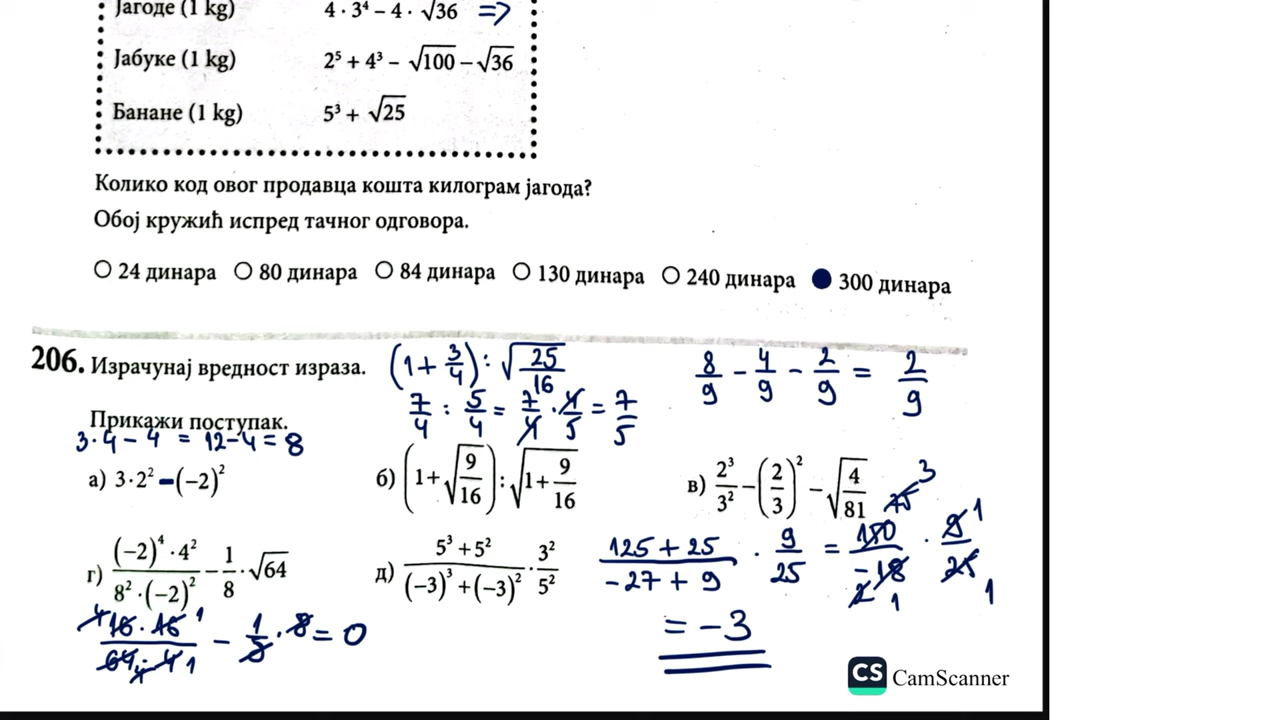 Јагоде (1 kg) 4 · 3⁴ – 4 · √36 =>
Јабуке (1 kg) 2⁵ + 4³ – √100 – √36
Банане (1 kg) 5³ + √25
Колико код овог продавца кошта килограм јагода?
Обој кружић испред тачног одговора.
○ 24 динара ○ 80 динара ○ 84 динара ○ 130 динара ○ 240 динара ● 300 динара
206. Израчунај вредност израза.
(1 + 3/4) : √(25/16)
8/9 - 4/9 - 2/9 = 2/9
Прикажи поступак.
7/4 : 5/4 = 7/4 · 4/5 = 7/5
3·4 - 4 = 12-4 = 8
а) 3 · 2² - (–2)²
б) (1 + √(9/16)) : √(1 + 9/16)
в) 2³/3² – (2/3)² – √(4/81)
г) ((–2)⁴ · 4²)/(8² · (–2)²) – 1/8 · √64
д) (5³ + 5²)/((–3)³ + (–3)²) · 3²/5²
(125 + 25)/(-27 + 9) · 9/25 = 150/-18 · 9/25
16·16/64·4 - 1/8 · 8 = 0
= -3
CS CamScanner